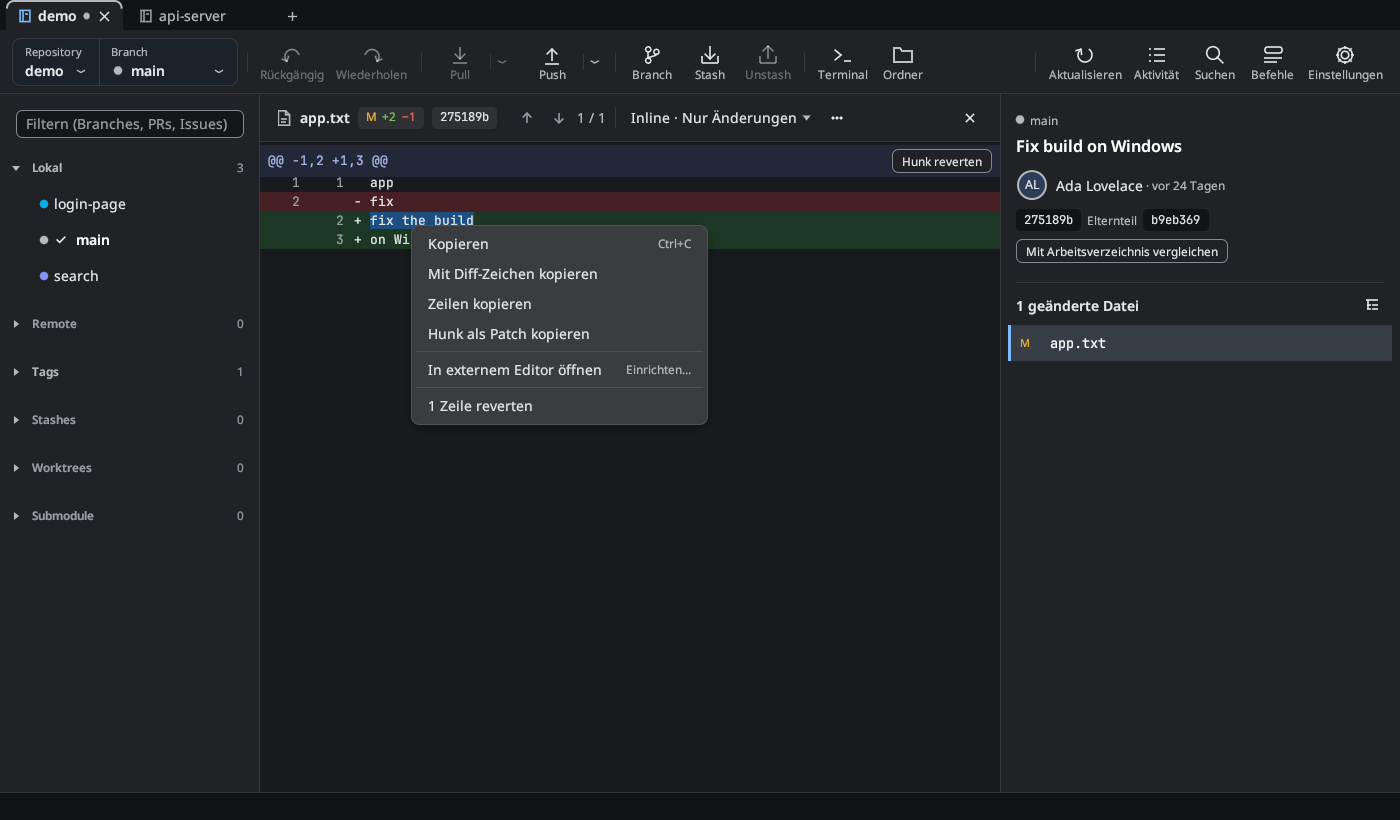 demo
api-server
Repository
demo
Branch
main
Rückgängig
Wiederholen
Pull
Push
Branch
Stash
Unstash
Terminal
Ordner
Aktualisieren
Aktivität
Suchen
Befehle
Einstellungen
Filtern (Branches, PRs, Issues)
Lokal 3
login-page
main
search
Remote 0
Tags 1
Stashes 0
Worktrees 0
Submodule 0
app.txt M +2 −1 275189b 1 / 1 Inline · Nur Änderungen
@@ -1,2 +1,3 @@ Hunk reverten
1 1 app
2 - fix
2 + fix the build
3 + on Wi
Kopieren Ctrl+C
Mit Diff-Zeichen kopieren
Zeilen kopieren
Hunk als Patch kopieren
In externem Editor öffnen Einrichten...
1 Zeile reverten
main
Fix build on Windows
AL Ada Lovelace · vor 24 Tagen
275189b Elternteil b9eb369
Mit Arbeitsverzeichnis vergleichen
1 geänderte Datei
M app.txt